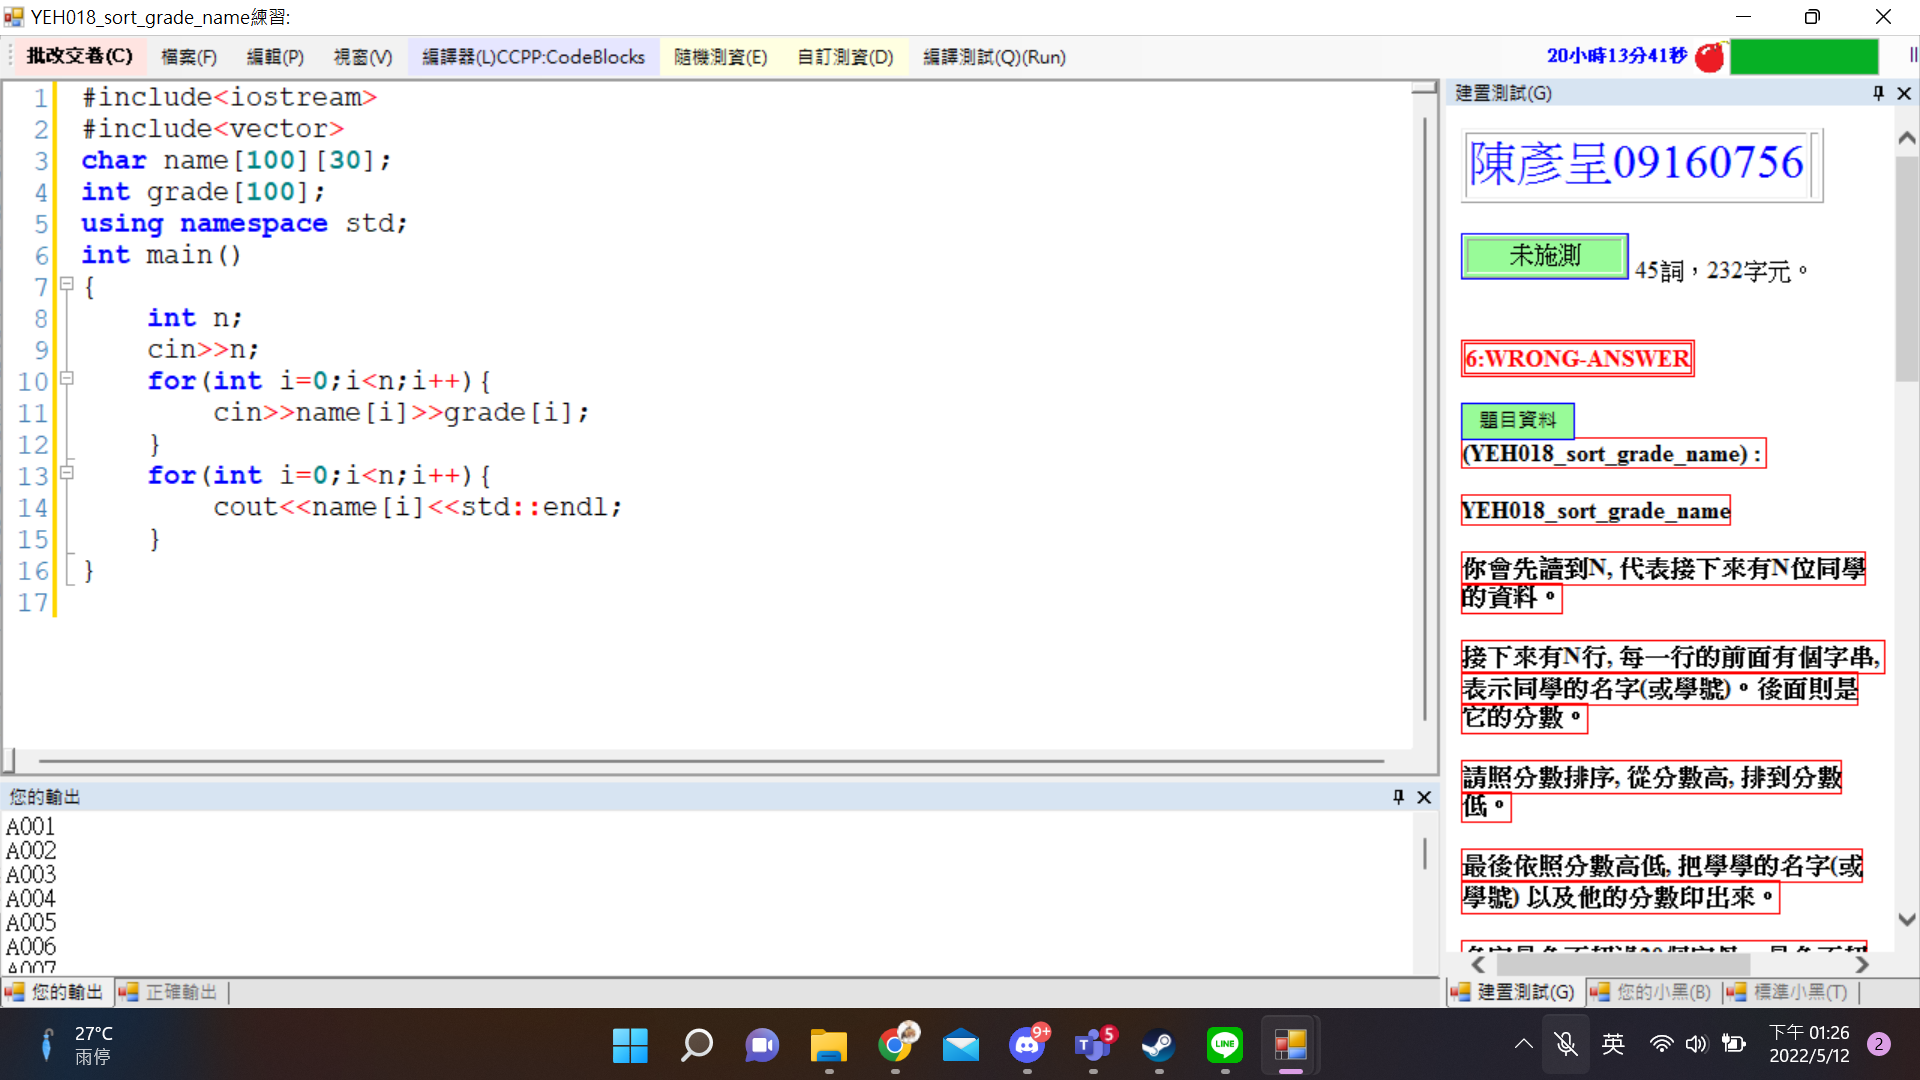 YEH018_sort_grade_name練習:
批改交卷(C) 檔案(F) 編輯(P) 視窗(V) 編譯器(L)CCPP:CodeBlocks 隨機測資(E) 自訂測資(D) 編譯測試(Q)(Run) 20小時13分41秒
1 #include<iostream>
2 #include<vector>
3 char name[100][30];
4 int grade[100];
5 using namespace std;
6 int main()
7 {
8 int n;
9 cin>>n;
10 for(int i=0;i<n;i++){
11 cin>>name[i]>>grade[i];
12 }
13 for(int i=0;i<n;i++){
14 cout<<name[i]<<std::endl;
15 }
16 }
17
您的輸出
A001
A002
A003
A004
A005
A006
A007
您的輸出 正確輸出
建置測試(G)
陳彥呈09160756
未施測 45詞，232字元。
6:WRONG-ANSWER
題目資料
(YEH018_sort_grade_name) :
YEH018_sort_grade_name
你會先讀到N, 代表接下來有N位同學
的資料。
接下來有N行, 每一行的前面有個字串,
表示同學的名字(或學號)。後面則是
它的分數。
請照分數排序, 從分數高, 排到分數
低。
最後依照分數高低, 把學學的名字(或
學號) 以及他的分數印出來。
建置測試(G) 您的小黑(B) 標準小黑(T)
27°C
雨停
9+
5
LINE
英
下午 01:26
2022/5/12
2